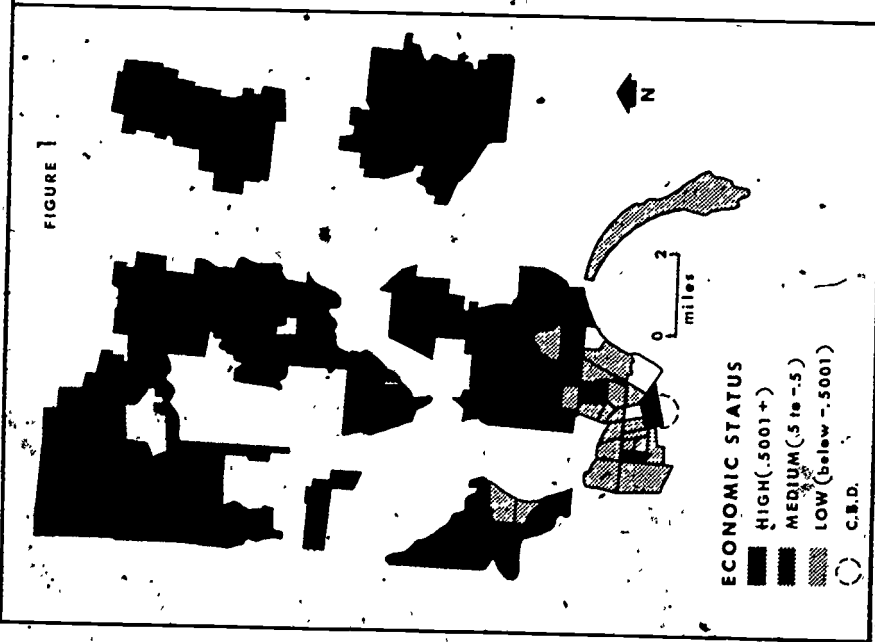 FIGURE 1
N
0 2
miles
ECONOMIC STATUS
HIGH(.5001+)
MEDIUM(.5 to -.5)
LOW (below -.5001)
C.B.D.